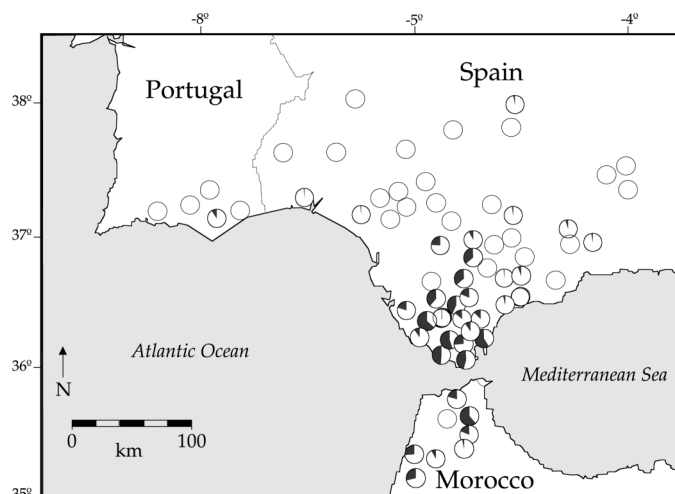 -8º -5º -4º
Portugal
Spain
38º
37º
36º
35º
Atlantic Ocean
Mediterranean Sea
Morocco
N
0 100
km